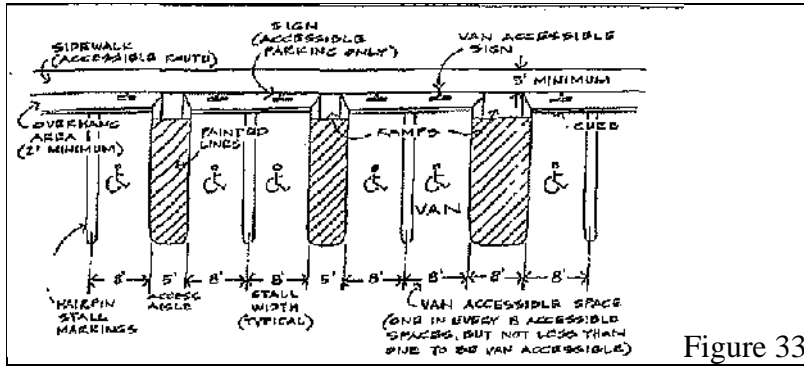 SIGN
(ACCESSIBLE
PARKING ONLY')
VAN ACCESSIBLE
SIGN
SIDEWALK
(ACCESSIBLE ROUTE)
3' MINIMUM
OVERHANG
AREA
(2' MINIMUM)
PAINTED
LINES
RAMPS
CURB
VAN
8' 5' 8' 8' 5' 8' 8' 8' 8'
HAIRPIN
STALL
MARKINGS
ACCESS
AISLE
STALL
WIDTH
(TYPICAL)
VAN ACCESSIBLE SPACE
(ONE IN EVERY 8 ACCESSIBLE
SPACES, BUT NOT LESS THAN
ONE TO BE VAN ACCESSIBLE)
Figure 33